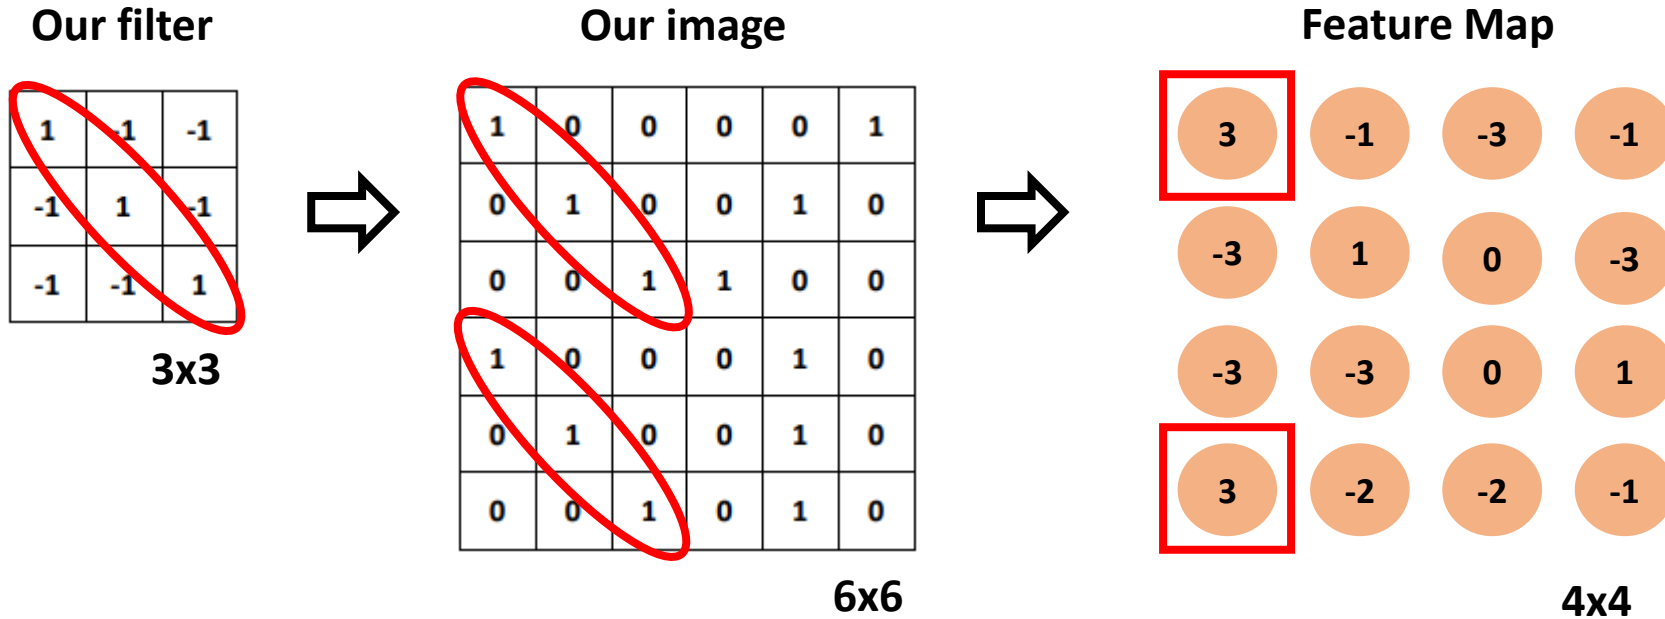 Our filter
Our image
Feature Map
1 -1 -1
-1 1 -1
-1 -1 1
3x3
1 0 0 0 0 1
0 1 0 0 1 0
0 0 1 1 0 0
1 0 0 0 1 0
0 1 0 0 1 0
0 0 1 0 1 0
6x6
3 -1 -3 -1
-3 1 0 -3
-3 -3 0 1
3 -2 -2 -1
4x4